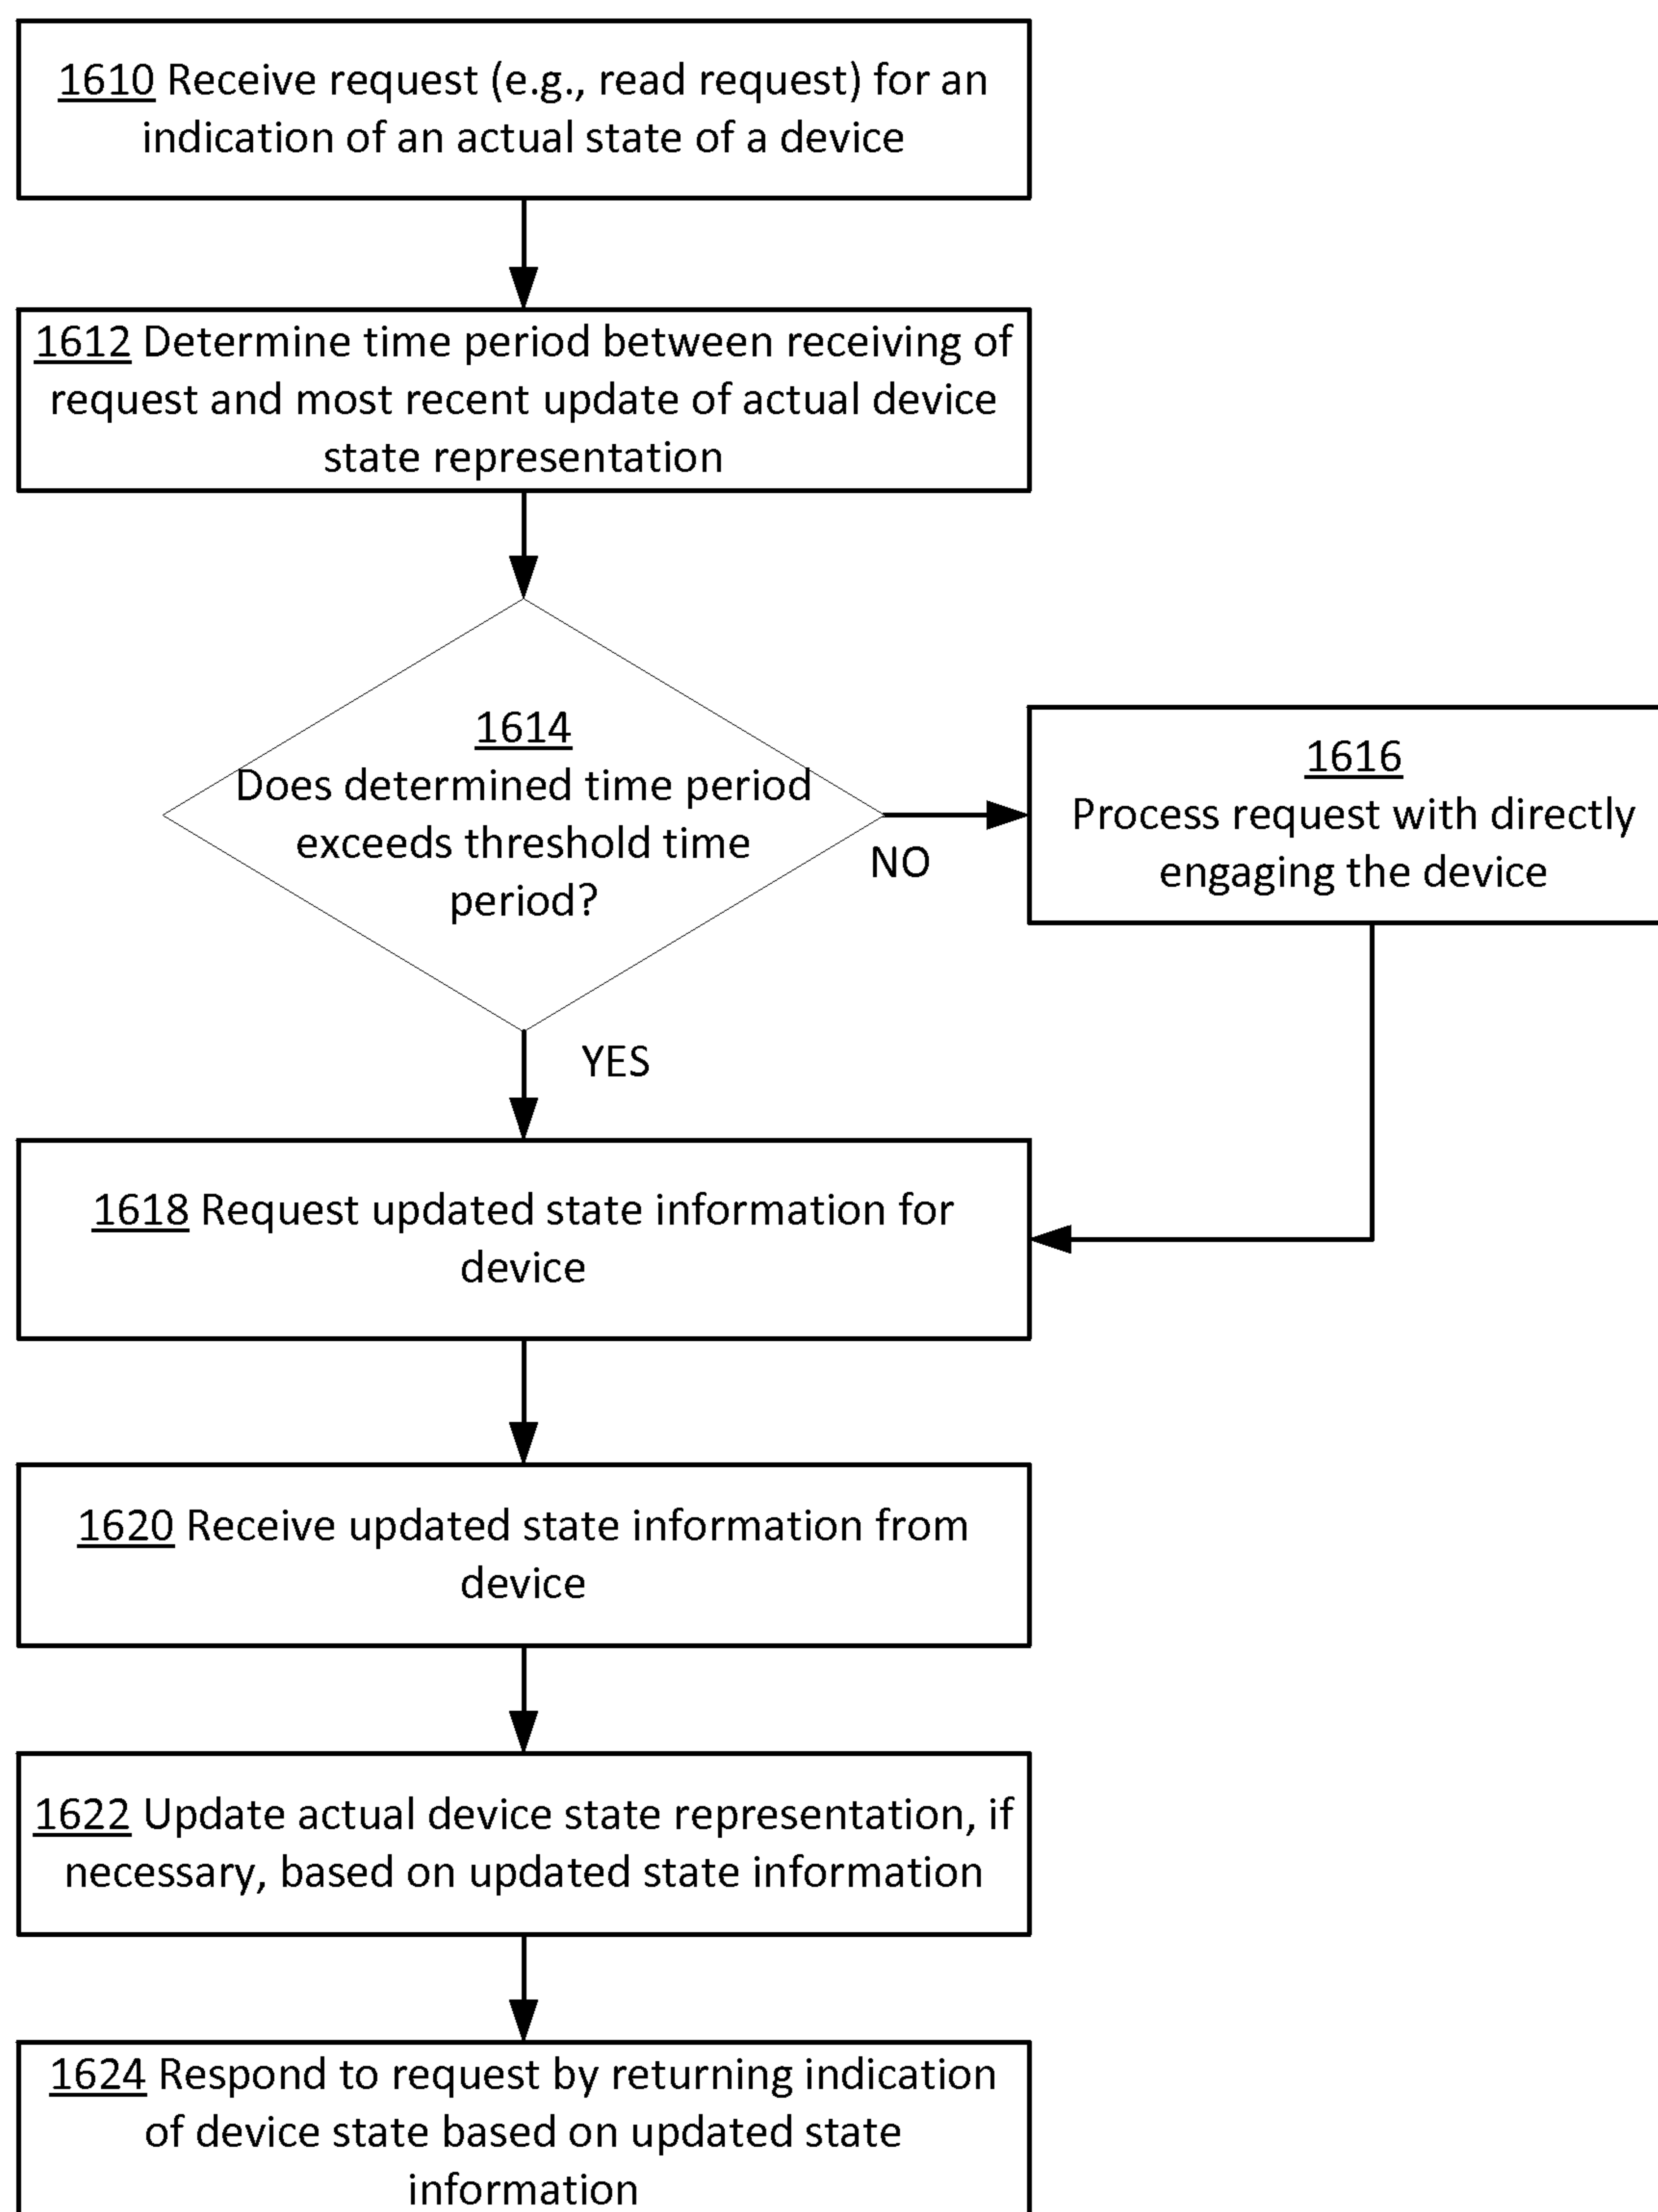 1610 Receive request (e.g., read request) for an
indication of an actual state of a device
1612 Determine time period between receiving of
request and most recent update of actual device
state representation
1614
Does determined time period
exceeds threshold time
period?
NO
1616
Process request with directly
engaging the device
YES
1618 Request updated state information for
device
1620 Receive updated state information from
device
1622 Update actual device state representation, if
necessary, based on updated state information
1624 Respond to request by returning indication
of device state based on updated state
information